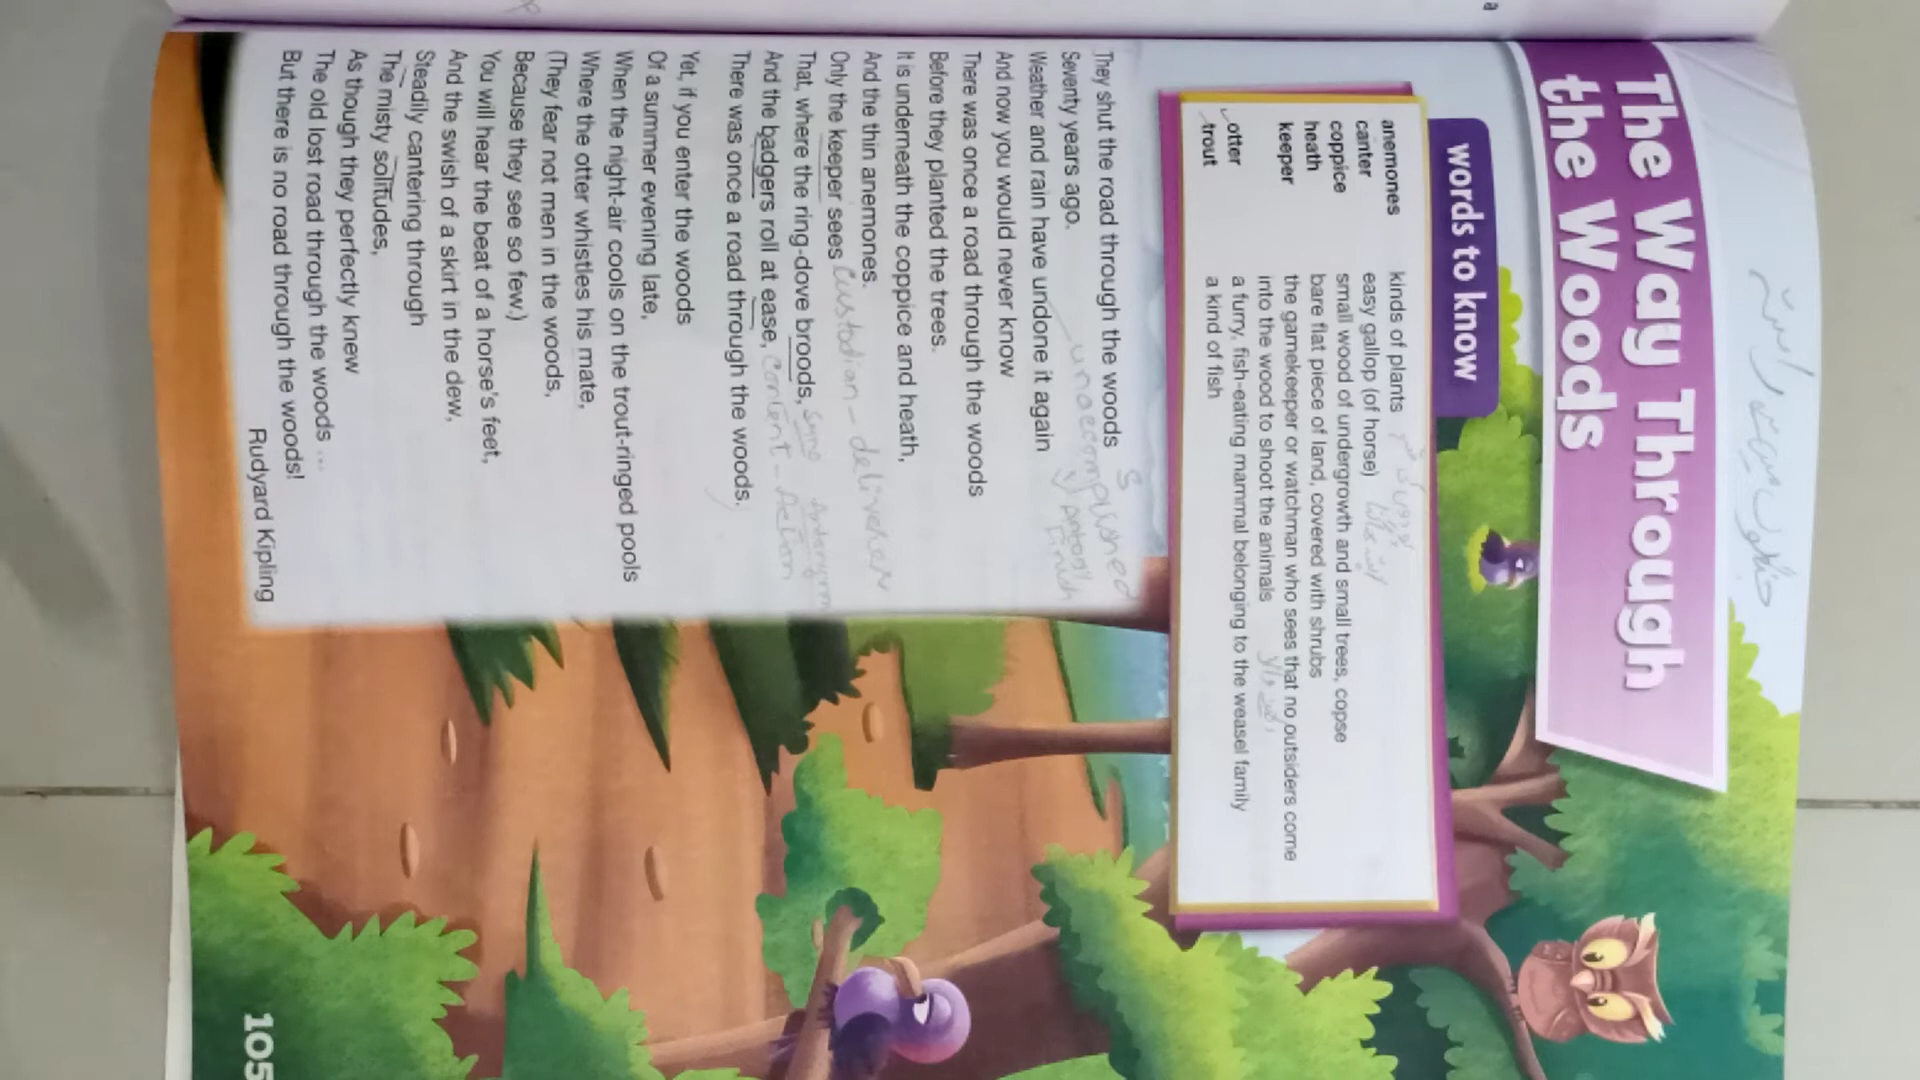 The Way Through
the Woods
words to know
anemones kinds of plants
canter easy gallop (of horse)
coppice small wood of undergrowth and small trees, copse
heath bare flat piece of land, covered with shrubs
keeper the gamekeeper or watchman who sees that no outsiders come
into the wood to shoot the animals
otter a furry, fish-eating mammal belonging to the weasel family
trout a kind of fish
They shut the road through the woods
Seventy years ago.
Weather and rain have undone it again
And now you would never know
There was once a road through the woods
Before they planted the trees.
It is underneath the coppice and heath,
And the thin anemones.
Only the keeper sees custodian -
That, where the ring-dove broods,
And the badgers roll at ease, content -
There was once a road through the woods.
Yet, if you enter the woods
Of a summer evening late,
When the night-air cools on the trout-ringed pools
Where the otter whistles his mate,
(They fear not men in the woods,
Because they see so few.)
You will hear the beat of a horse's feet,
And the swish of a skirt in the dew,
Steadily cantering through
The misty solitudes,
As though they perfectly knew
The old lost road through the woods ...
But there is no road through the woods!
Rudyard Kipling
105